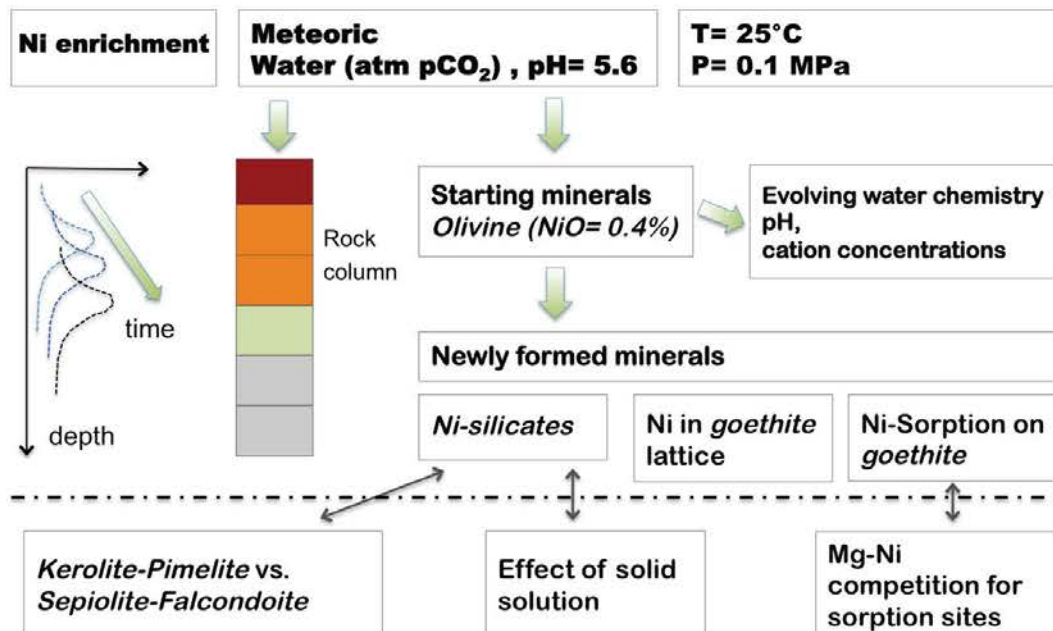 Ni enrichment
Meteoric
Water (atm pCO₂) , pH= 5.6
T= 25°C
P= 0.1 MPa
time
depth
Rock
column
Starting minerals
Olivine (NiO= 0.4%)
Evolving water chemistry
pH,
cation concentrations
Newly formed minerals
Ni-silicates
Ni in goethite
lattice
Ni-Sorption on
goethite
Kerolite-Pimelite vs.
Sepiolite-Falcondoite
Effect of solid
solution
Mg-Ni
competition for
sorption sites